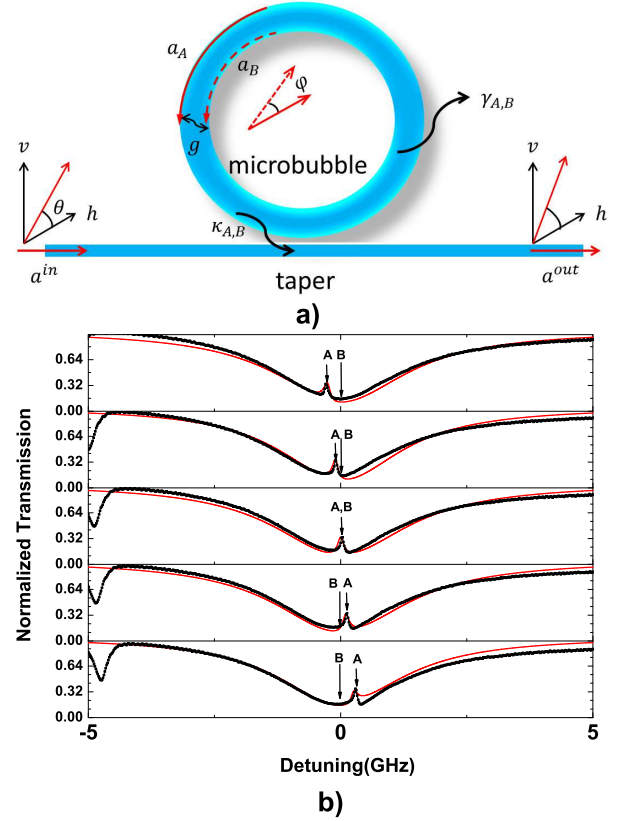 a_A
a_B
φ
γ_{A,B}
g
microbubble
v
θ
h
v
h
κ_{A,B}
a^{in}
taper
a^{out}
a)
Normalized Transmission
0.64
0.32
0.00
A B
0.64
0.32
0.00
A B
0.64
0.32
0.00
A,B
0.64
0.32
0.00
B A
0.64
0.32
0.00
B A
-5 0 5
Detuning(GHz)
b)